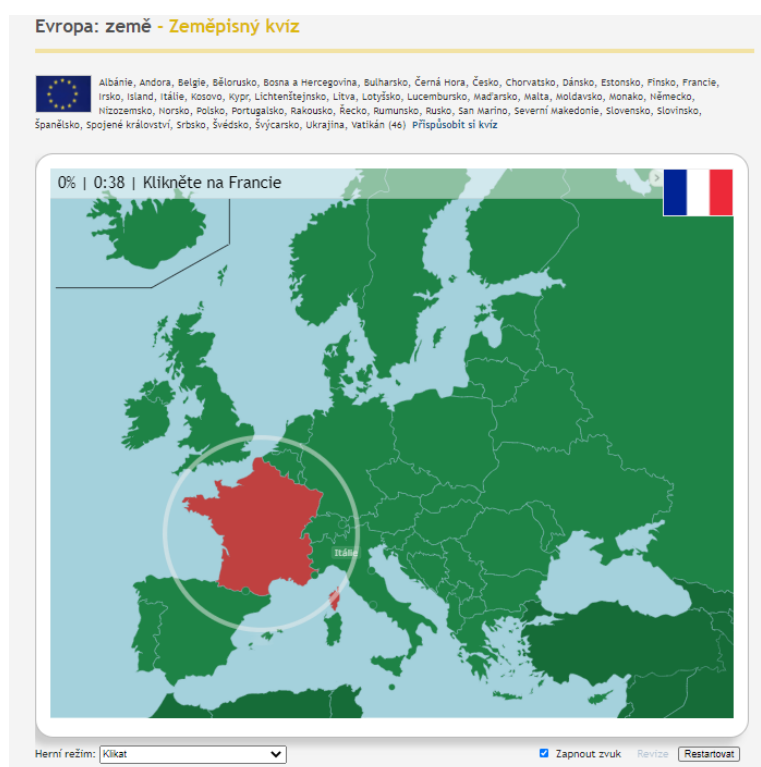 Evropa: země - Zeměpisný kvíz
Albánie, Andora, Belgie, Bělorusko, Bosna a Hercegovina, Bulharsko, Černá Hora, Česko, Chorvatsko, Dánsko, Estonsko, Finsko, Francie,
Irsko, Island, Itálie, Kosovo, Kypr, Lichtenštejnsko, Litva, Lotyšsko, Lucembursko, Maďarsko, Malta, Moldavsko, Monako, Německo,
Nizozemsko, Norsko, Polsko, Portugalsko, Rakousko, Řecko, Rumunsko, Rusko, San Marino, Severní Makedonie, Slovensko, Slovinsko,
Španělsko, Spojené království, Srbsko, Švédsko, Švýcarsko, Ukrajina, Vatikán (46) Přispůsobit si kvíz
0% | 0:38 | Klikněte na Francie
Itálie
Herní režim: Klikat
Zapnout zvuk Revize Restartovat